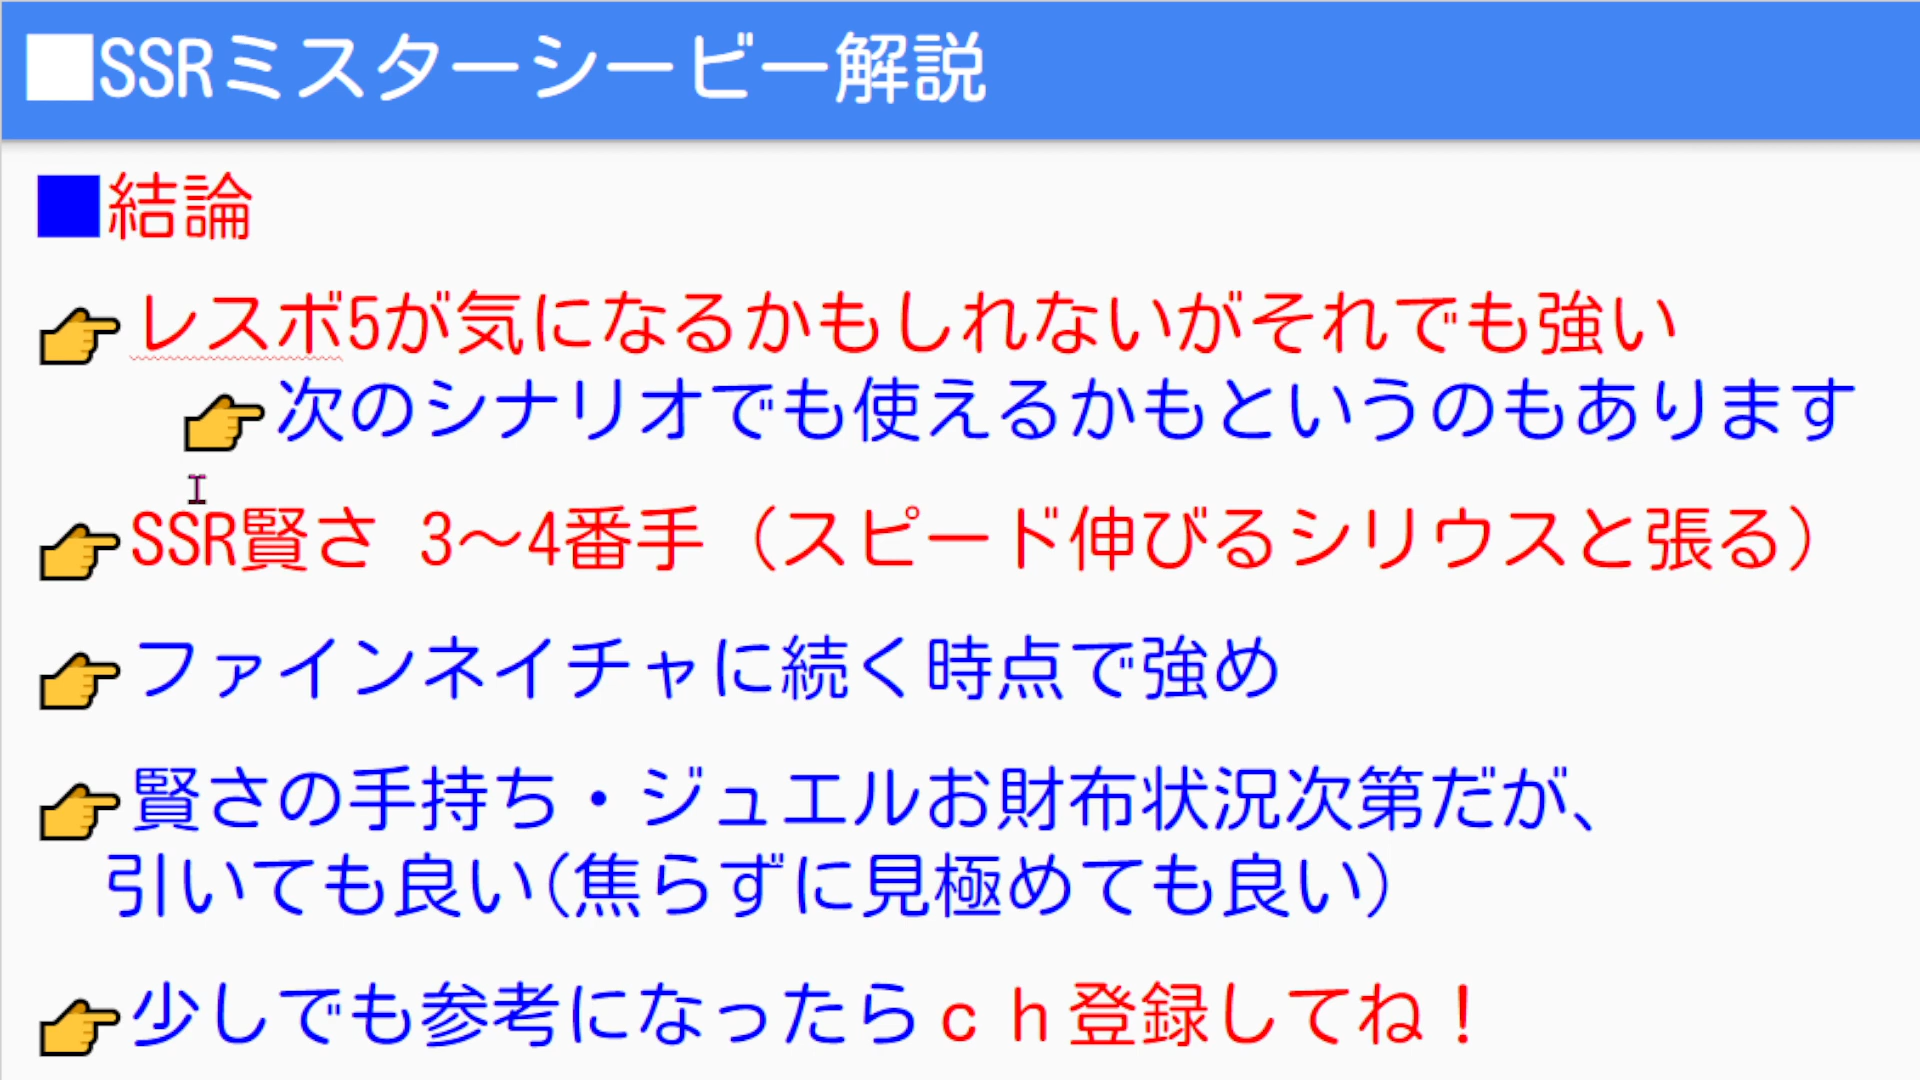 ■SSRミスターシービー解説
■結論
👉レスボ5が気になるかもしれないがそれでも強い
👉次のシナリオでも使えるかもというのもあります
👉SSR賢さ 3～4番手（スピード伸びるシリウスと張る）
👉ファインネイチャに続く時点で強め
👉賢さの手持ち・ジュエルお財布状況次第だが、
引いても良い(焦らずに見極めても良い)
👉少しでも参考になったらｃｈ登録してね！